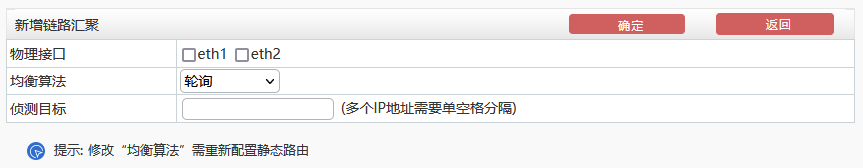 新增链路汇聚 确定 返回
物理接口 eth1 eth2
均衡算法 轮询
侦测目标 (多个IP地址需要单空格分隔)
提示: 修改“均衡算法”需重新配置静态路由